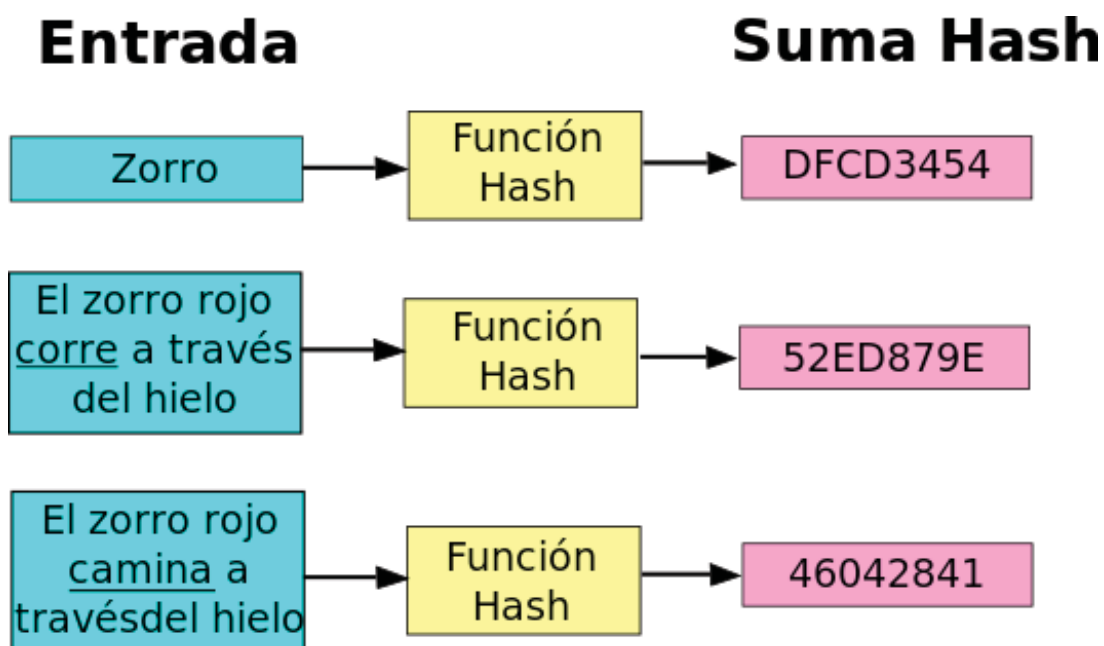 Entrada
Suma Hash
Zorro
Función
Hash
DFCD3454
El zorro rojo
corre a través
del hielo
Función
Hash
52ED879E
El zorro rojo
camina a
travésdel hielo
Función
Hash
46042841